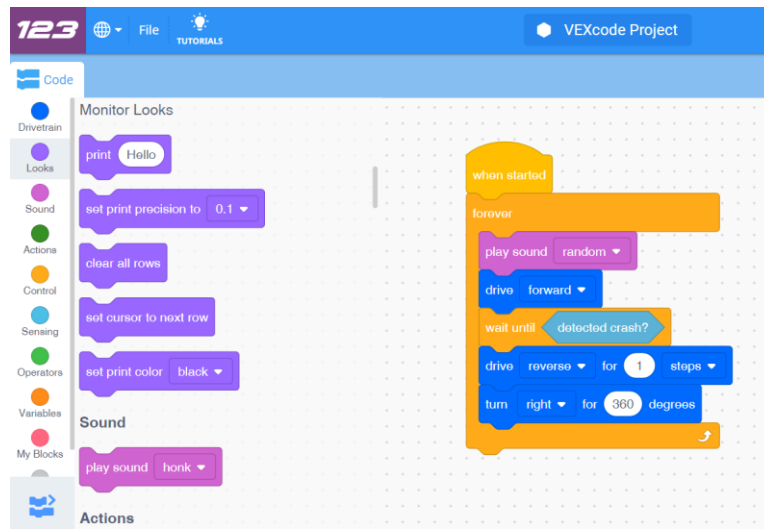 123 File TUTORIALS VEXcode Project
Code
Drivetrain
Looks
Sound
Actions
Control
Sensing
Operators
Variables
My Blocks
Monitor Looks
print Hello
set print precision to 0.1
clear all rows
set cursor to next row
set print color black
Sound
play sound honk
Actions
when started
forever
play sound random
drive forward
wait until detected crash?
drive reverse for 1 steps
turn right for 360 degrees